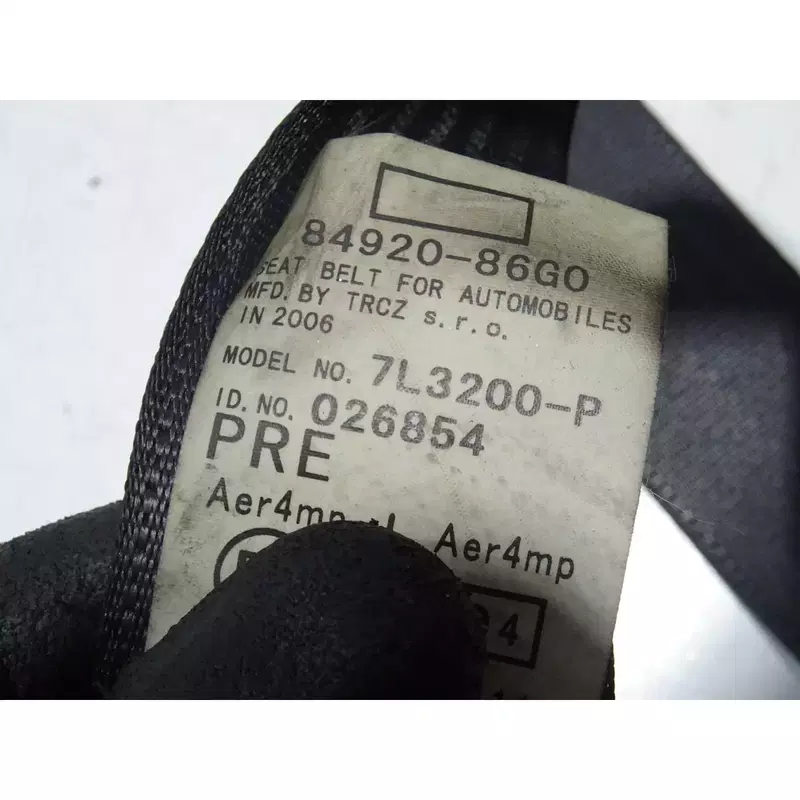 84920-86G0
SEAT BELT FOR AUTOMOBILES
MFD. BY TRCZ s.r.o.
IN 2006
MODEL NO. 7L3200-P
ID. NO. 026854
PRE
Aer4mp Aer4mp
4